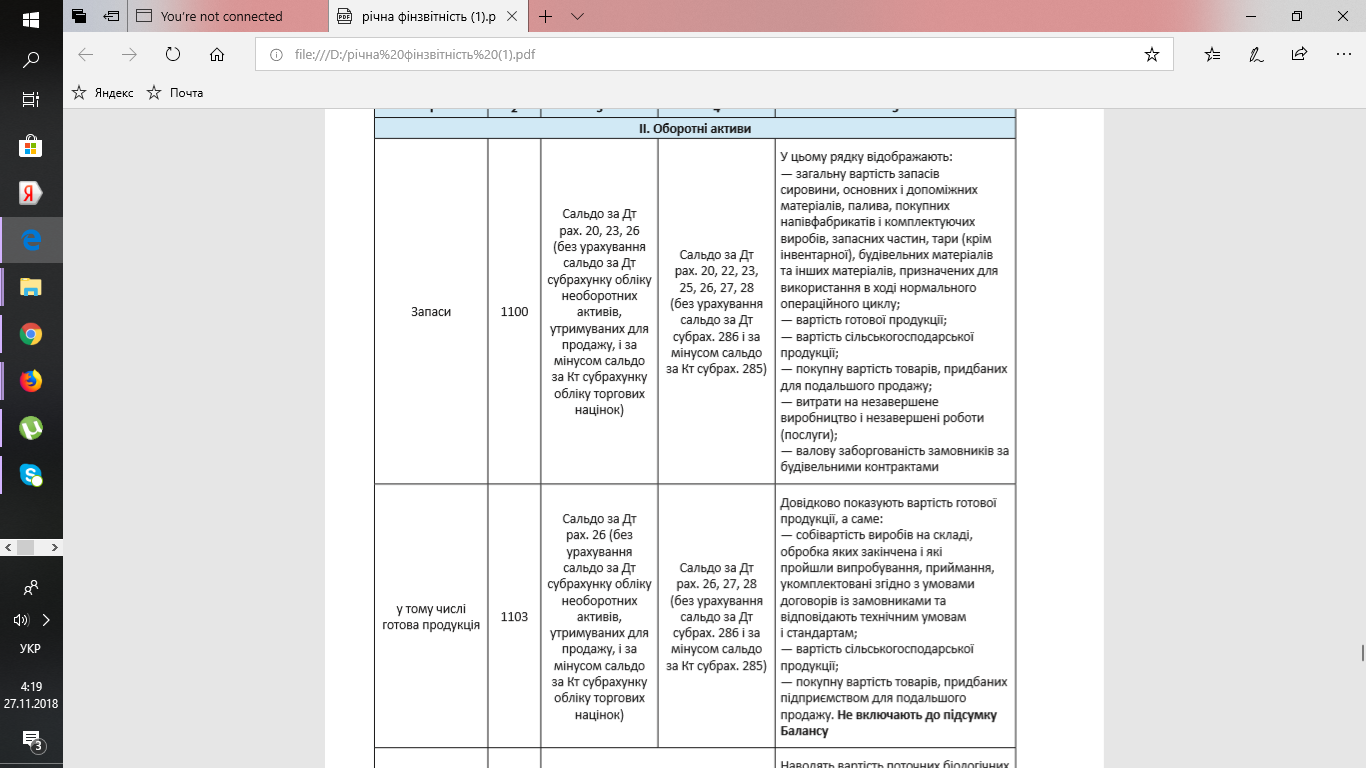 You're not connected
річна фінзвітність (1).p
file:///D:/річна%20фінзвітність%20(1).pdf
Яндекс
Почта
II. Оборотні активи
Запаси
1100
Сальдо за Дт
рах. 20, 23, 26
(без урахування
сальдо за Дт
субрахунку обліку
необоротних
активів,
утримуваних для
продажу, і за
мінусом сальдо
за Кт субрахунку
обліку торгових
націнок)
Сальдо за Дт
рах. 20, 22, 23,
25, 26, 27, 28
(без урахування
сальдо за Дт
субрах. 286 і за
мінусом сальдо
за Кт субрах. 285)
У цьому рядку відображають:
— загальну вартість запасів
сировини, основних і допоміжних
матеріалів, палива, покупних
напівфабрикатів і комплектуючих
виробів, запасних частин, тари (крім
інвентарної), будівельних матеріалів
та інших матеріалів, призначених для
використання в ході нормального
операційного циклу;
— вартість готової продукції;
— вартість сільськогосподарської
продукції;
— покупну вартість товарів, придбаних
для подальшого продажу;
— витрати на незавершене
виробництво і незавершені роботи
(послуги);
— валову заборгованість замовників за
будівельними контрактами
у тому числі
готова продукція
1103
Сальдо за Дт
рах. 26 (без
урахування
сальдо за Дт
субрахунку обліку
необоротних
активів,
утримуваних для
продажу, і за
мінусом сальдо
за Кт субрахунку
обліку торгових
націнок)
Сальдо за Дт
рах. 26, 27, 28
(без урахування
сальдо за Дт
субрах. 286 і за
мінусом сальдо
за Кт субрах. 285)
Довідково показують вартість готової
продукції, а саме:
— собівартість виробів на складі,
обробка яких закінчена і які
пройшли випробування, приймання,
укомплектовані згідно з умовами
договорів із замовниками та
відповідають технічним умовам
і стандартам;
— вартість сільськогосподарської
продукції;
— покупну вартість товарів, придбаних
підприємством для подальшого
продажу. Не включають до підсумку
Балансу
Наводять вартість поточних біологічних
УКР
4:19
27.11.2018
3